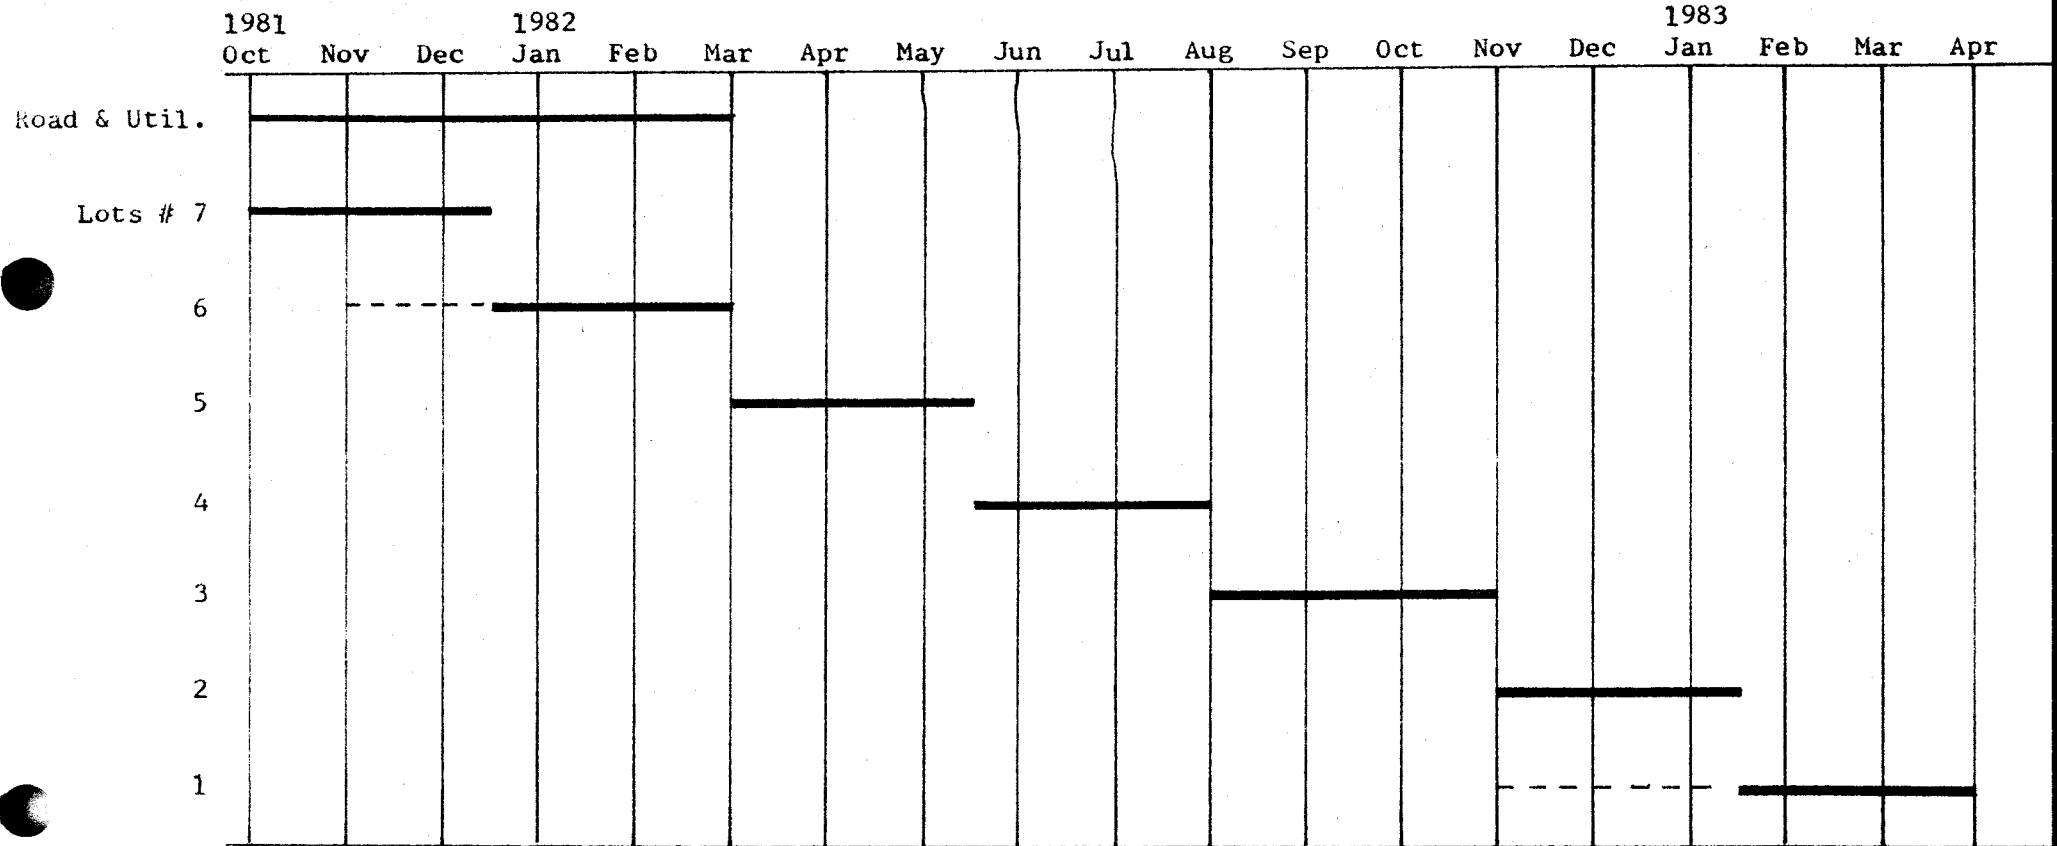 1981 1982 1983
Oct Nov Dec Jan Feb Mar Apr May Jun Jul Aug Sep Oct Nov Dec Jan Feb Mar Apr
Road & Util.
Lots # 7
6
5
4
3
2
1